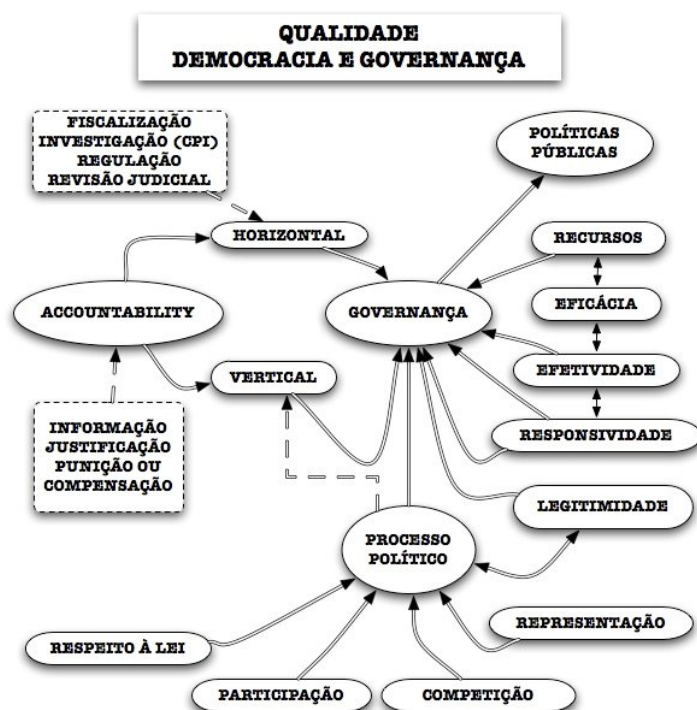 QUALIDADE
DEMOCRACIA E GOVERNANÇA
FISCALIZAÇÃO
INVESTIGAÇÃO (CPI)
REGULAÇÃO
REVISÃO JUDICIAL
POLÍTICAS
PÚBLICAS
HORIZONTAL
RECURSOS
ACCOUNTABILITY
GOVERNANÇA
EFICÁCIA
VERTICAL
EFETIVIDADE
INFORMAÇÃO
JUSTIFICAÇÃO
PUNIÇÃO OU
COMPENSAÇÃO
RESPONSIVIDADE
LEGITIMIDADE
PROCESSO
POLÍTICO
REPRESENTAÇÃO
RESPEITO À LEI
PARTICIPAÇÃO
COMPETIÇÃO